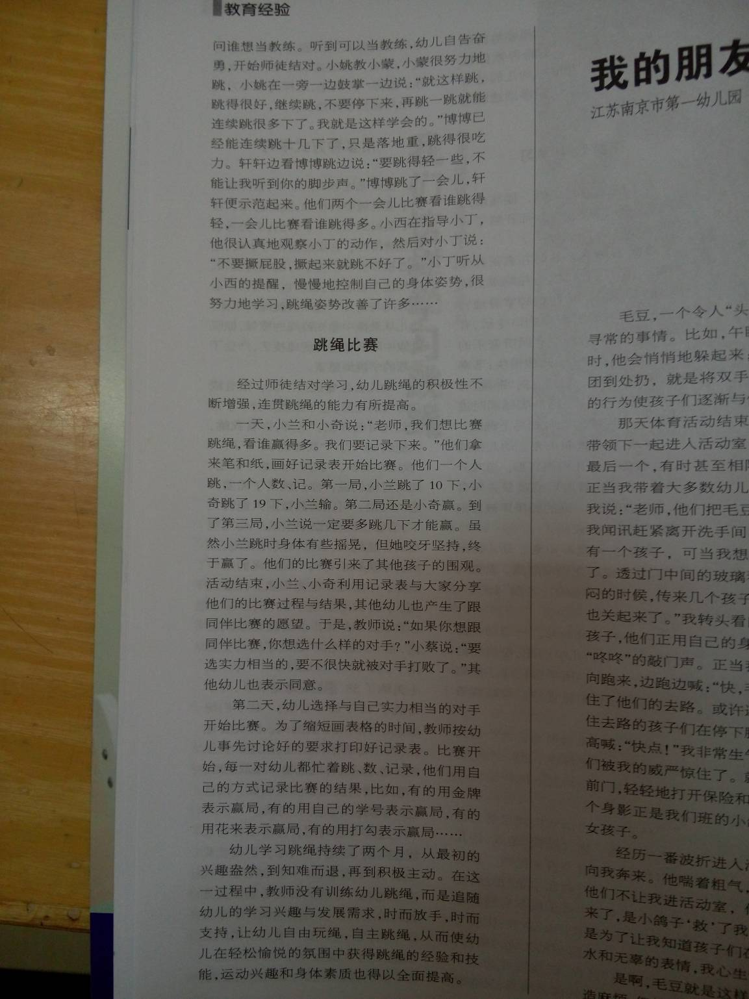 教育经验
问谁想当教练。听到可以当教练,幼儿自告奋
勇,开始师徒结对。小姚教小蒙,小蒙很努力地
跳，小姚在一旁一边鼓掌一边说:“就这样跳，
跳得很好,继续跳,不要停下来,再跳一跳就能
连续跳很多下了。我就是这样学会的。”博博已
经能连续跳十几下了,只是落地重,跳得很吃
力。轩轩边看博博跳边说:“要跳得轻一些,不
能让我听到你的脚步声。”博博跳了一会儿,轩
轩便示范起来。他们两个一会儿比赛看谁跳得
轻,一会儿比赛看谁跳得多。小西在指导小丁，
他很认真地观察小丁的动作，然后对小丁说:
“不要撅屁股,撅起来就跳不好了。”小丁听从
小西的提醒，慢慢地控制自己的身体姿势,很
努力地学习,跳绳姿势改善了许多……
跳绳比赛
经过师徒结对学习,幼儿跳绳的积极性不
断增强,连贯跳绳的能力有所提高。
一天,小兰和小奇说:“老师,我们想比赛
跳绳,看谁赢得多。我们要记录下来。”他们拿
来笔和纸,画好记录表开始比赛。他们一个人
跳,一个人数、记。第一局,小兰跳了10下,小
奇跳了19下,小兰输。第二局还是小奇赢。到
了第三局,小兰说一定要多跳几下才能赢。虽
然小兰跳时身体有些摇晃，但她咬牙坚持,终
于赢了。他们的比赛引来了其他孩子的围观。
活动结束,小兰、小奇利用记录表与大家分享
他们的比赛过程与结果,其他幼儿也产生了跟
同伴比赛的愿望。于是,教师说:“如果你想跟
同伴比赛,你想选什么样的对手?”小蔡说:“要
选实力相当的,要不很快就被对手打败了。”其
他幼儿也表示同意。
第二天,幼儿选择与自己实力相当的对手
开始比赛。为了缩短画表格的时间,教师按幼
儿事先讨论好的要求打印好记录表。比赛开
始,每一对幼儿都忙着跳、数、记录,他们用自
己的方式记录比赛的结果,比如,有的用金牌
表示赢局,有的用自己的学号表示赢局,有的
用花来表示赢局,有的用打勾表示赢局……
幼儿学习跳绳持续了两个月，从最初的
兴趣盎然,到知难而退,再到积极主动。在这
一过程中,教师没有训练幼儿跳绳,而是追随
幼儿的学习兴趣与发展需求,时而放手,时而
支持,让幼儿自由玩绳,自主跳绳,从而使幼
儿在轻松愉悦的氛围中获得跳绳的经验和技
能,运动兴趣和身体素质也得以全面提高。
我的朋友
江苏南京市第一幼儿园
毛豆,一个令人“头
寻常的事情。比如,午
时,他会悄悄地躲起来
团到处扔，就是将双手
的行为使孩子们逐渐与
那天体育活动结束
带领下一起进入活动室
最后一个,有时甚至相
正当我带着大多数幼儿
我说:“老师,他们把毛豆
我闻讯赶紧离开洗手间
有一个孩子，可当我想
了。透过门中间的玻璃
闷的时候,传来几个孩子
也关起来了。”我转头看
孩子,他们正用自己的身
“咚咚”的敲门声。正当
向跑来,边跑边喊:“快,
住了他们的去路。或许
住去路的孩子们在停下
高喊:“快点!”我非常生
们被我的威严惊住了。
前门,轻轻地打开保险和
个身影正是我们班的小
女孩子。
经历一番波折进入
向我奔来。他喘着粗气,
他们不让我进活动室，
来了,是小鸽子‘救’了我
是为了让我知道孩子们
水和无辜的表情,我心生
是啊,毛豆就是这样
造麻烦